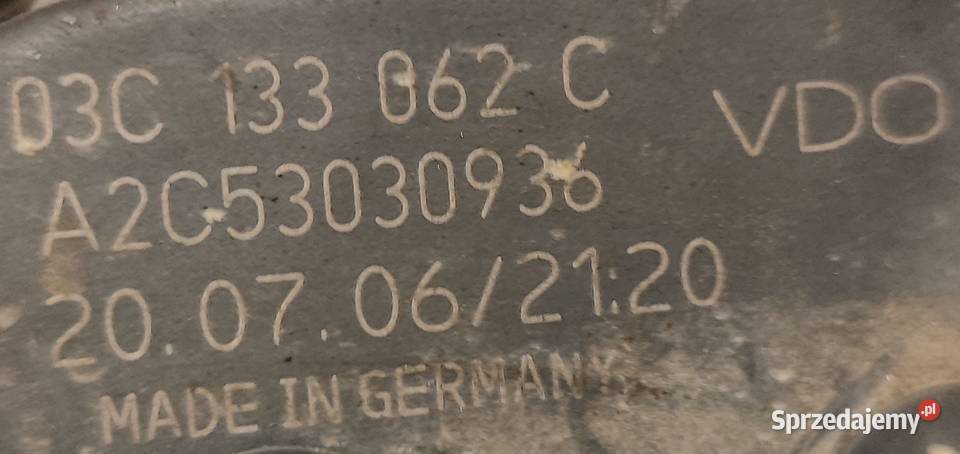 03C 133 062 C
VDO
A2C53030936
20.07.06/21:20
MADE IN GERMANY
Sprzedajemy.pl